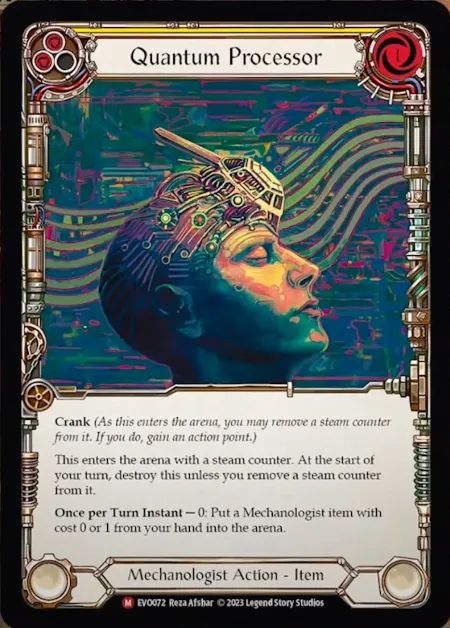 Quantum Processor
1
Crank (As this enters the arena, you may remove a steam counter
from it. If you do, gain an action point.)
This enters the arena with a steam counter. At the start of
your turn, destroy this unless you remove a steam counter
from it.
Once per Turn Instant — 0: Put a Mechanologist item with
cost 0 or 1 from your hand into the arena.
Mechanologist Action - Item
M EVO072 Reza Afshar © 2023 Legend Story Studios